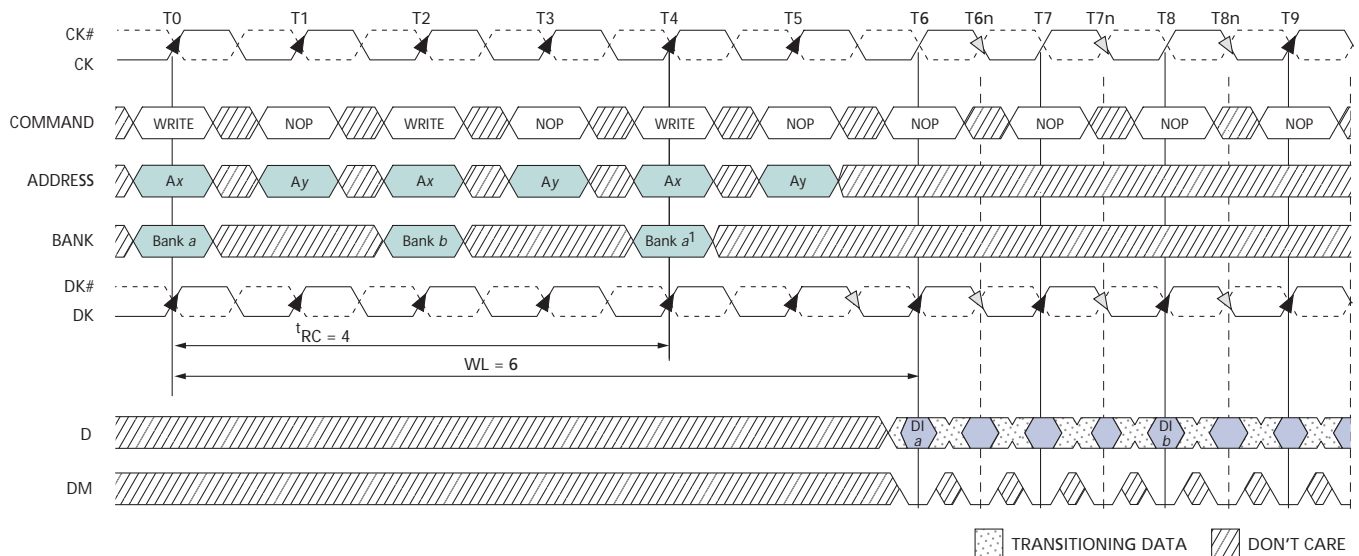 T0 T1 T2 T3 T4 T5 T6 T6n T7 T7n T8 T8n T9
CK#
CK
COMMAND WRITE NOP WRITE NOP WRITE NOP NOP NOP NOP NOP
ADDRESS Ax Ay Ax Ay Ax Ay
BANK Bank a Bank b Bank a¹
DK#
DK
tRC = 4
WL = 6
D DI a DI b
DM
TRANSITIONING DATA DON'T CARE